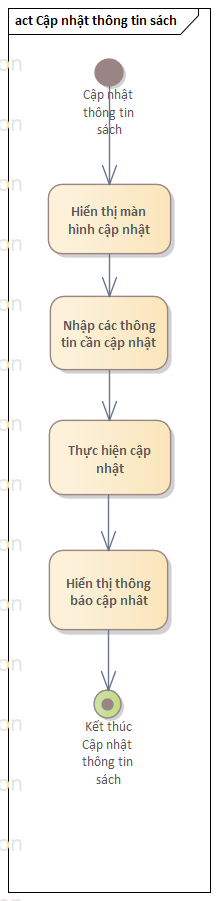 act Cập nhật thông tin sách
Cập nhật
thông tin
sách
Hiển thị màn
hình cập nhật
Nhập các thông
tin cần cập nhật
Thực hiện cập
nhật
Hiển thị thông
báo cập nhât
Kết thúc
Cập nhật
thông tin
sách